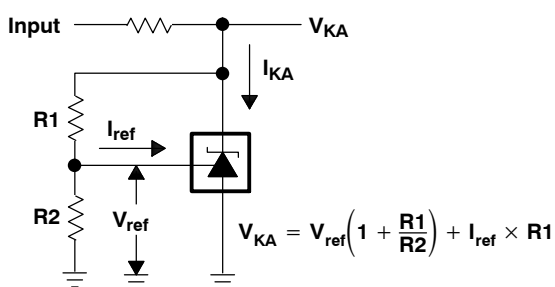 Input
V_KA
I_KA
R1
I_ref
R2
V_ref
V_KA = V_ref(1 + R1/R2) + I_ref × R1